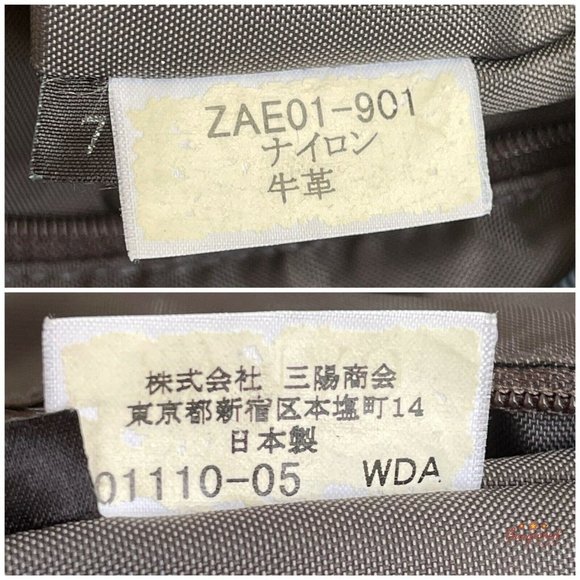 ZAE01-901
ナイロン
牛革
株式会社 三陽商会
東京都新宿区本塩町14
日本製
01110-05 WDA